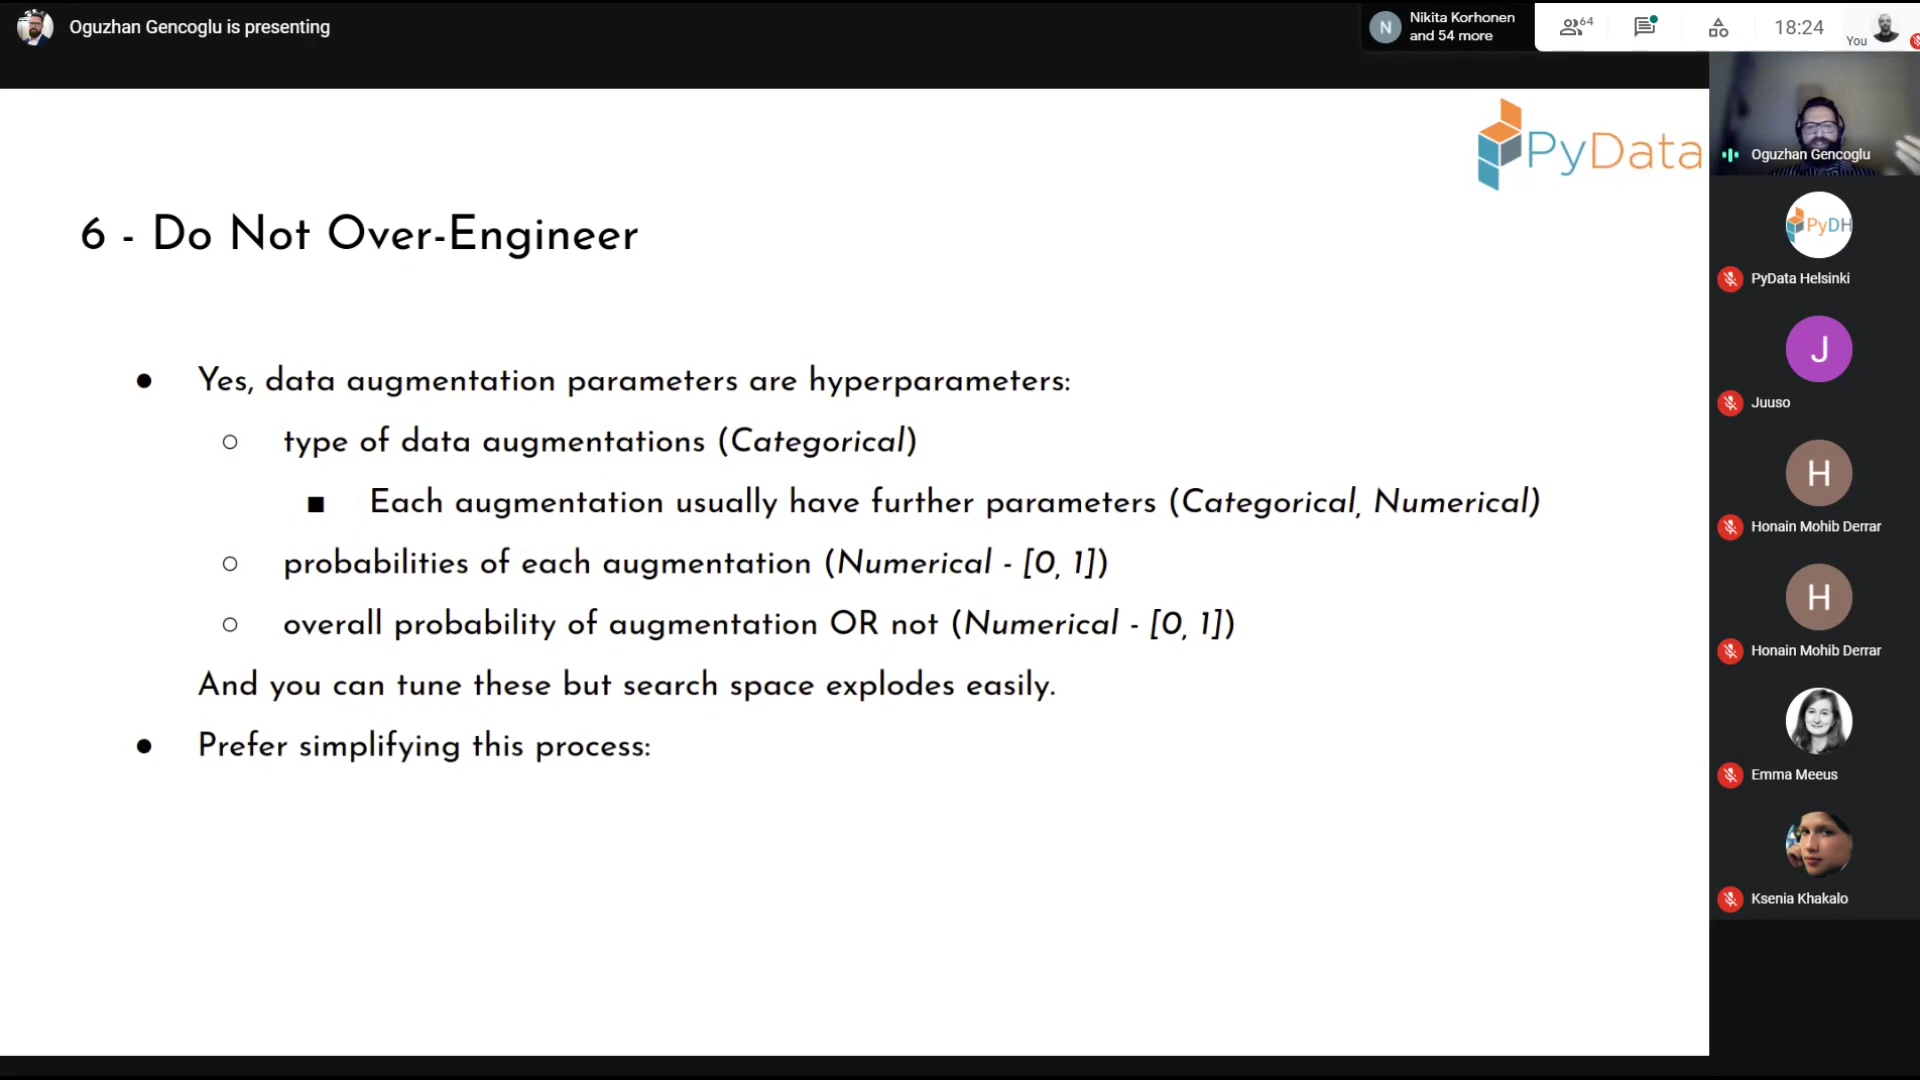 Oguzhan Gencoglu is presenting
N
Nikita Korhonen
and 54 more
64
18:24
You
PyData
6 - Do Not Over-Engineer
● Yes, data augmentation parameters are hyperparameters:
○ type of data augmentations (Categorical)
■ Each augmentation usually have further parameters (Categorical, Numerical)
○ probabilities of each augmentation (Numerical - [0, 1])
○ overall probability of augmentation OR not (Numerical - [0, 1])
And you can tune these but search space explodes easily.
● Prefer simplifying this process:
Oguzhan Gencoglu
PyDH
PyData Helsinki
J
Juuso
H
Honain Mohib Derrar
H
Honain Mohib Derrar
Emma Meeus
Ksenia Khakalo